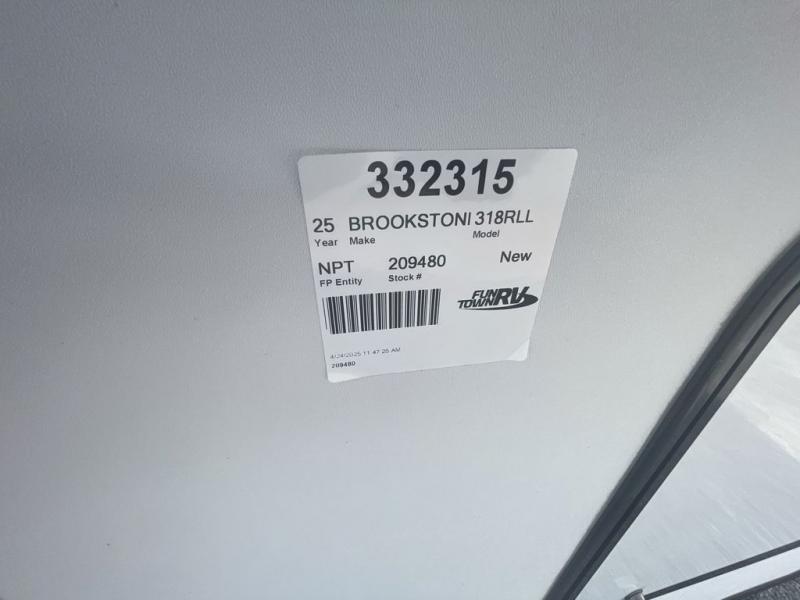 332315
25 BROOKSTONI 318RLL
Year Make Model
NPT 209480 New
FP Entity Stock #
FUN TOWN RV
4/24/2025 11:47:26 AM
209480